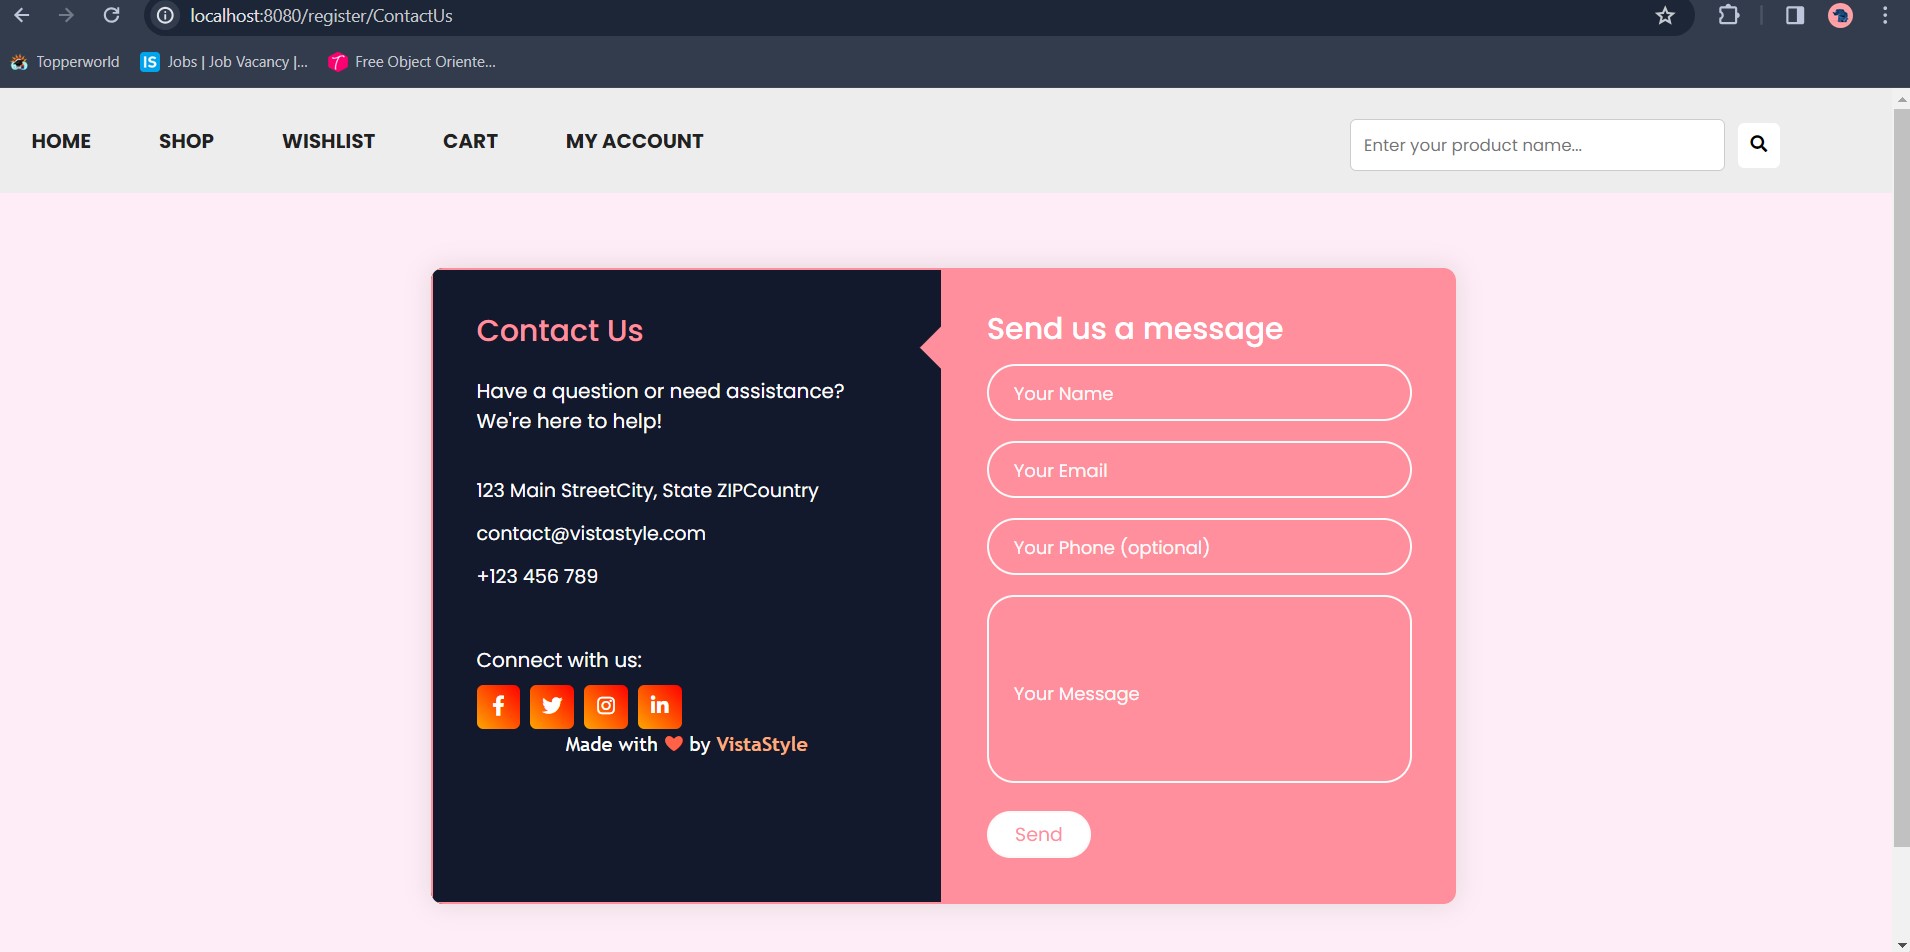 localhost:8080/register/ContactUs
Topperworld
IS Jobs | Job Vacancy |...
Free Object Oriente...
HOME SHOP WISHLIST CART MY ACCOUNT
Enter your product name...
Contact Us
Have a question or need assistance?
We're here to help!
123 Main StreetCity, State ZIPCountry
contact@vistastyle.com
+123 456 789
Connect with us:
f in
Made with ❤ by VistaStyle
Send us a message
Your Name
Your Email
Your Phone (optional)
Your Message
Send